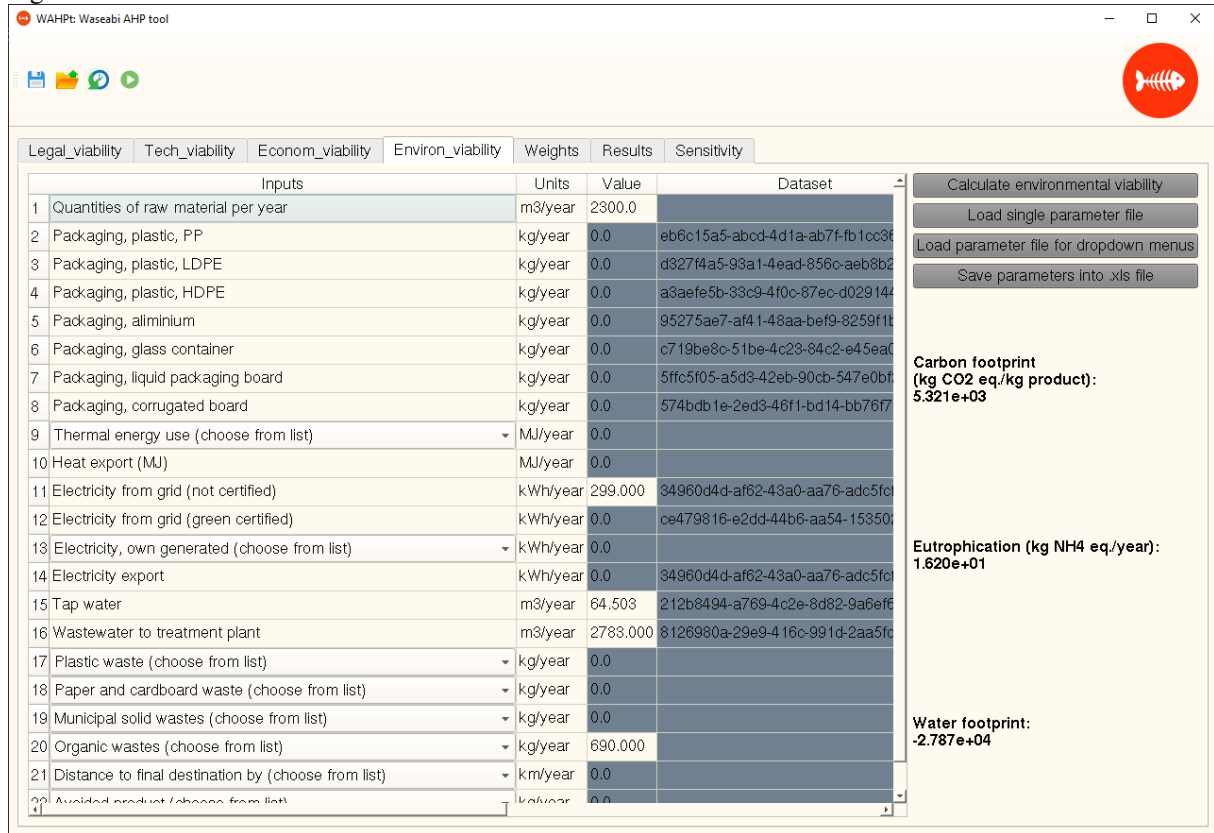 WAHPt: Waseabi AHP tool
Legal_viability Tech_viability Econom_viability Environ_viability Weights Results Sensitivity
Inputs Units Value Dataset
1 Quantities of raw material per year m3/year 2300.0
2 Packaging, plastic, PP kg/year 0.0 eb6c15a5-abcd-4d1a-ab7f-fb1cc36
3 Packaging, plastic, LDPE kg/year 0.0 d327f4a5-93a1-4ead-856c-aeb8b2
4 Packaging, plastic, HDPE kg/year 0.0 a3aefe5b-33c9-4f0c-87ec-d029144
5 Packaging, aliminium kg/year 0.0 95275ae7-af41-48aa-bef9-8259f1b
6 Packaging, glass container kg/year 0.0 c719be8c-51be-4c23-84c2-e45ea0
7 Packaging, liquid packaging board kg/year 0.0 5ffc5f05-a5d3-42eb-90cb-547e0bf
8 Packaging, corrugated board kg/year 0.0 574bdb1e-2ed3-46f1-bd14-bb76f7
9 Thermal energy use (choose from list) MJ/year 0.0
10 Heat export (MJ) MJ/year 0.0
11 Electricity from grid (not certified) kWh/year 299.000 34960d4d-af62-43a0-aa76-adc5fcf
12 Electricity from grid (green certified) kWh/year 0.0 ce479816-e2dd-44b6-aa54-153502
13 Electricity, own generated (choose from list) kWh/year 0.0
14 Electricity export kWh/year 0.0 34960d4d-af62-43a0-aa76-adc5fcf
15 Tap water m3/year 64.503 212b8494-a769-4c2e-8d82-9a6ef6
16 Wastewater to treatment plant m3/year 2783.000 8126980a-29e9-416c-991d-2aa5fc
17 Plastic waste (choose from list) kg/year 0.0
18 Paper and cardboard waste (choose from list) kg/year 0.0
19 Municipal solid wastes (choose from list) kg/year 0.0
20 Organic wastes (choose from list) kg/year 690.000
21 Distance to final destination by (choose from list) km/year 0.0
22 Avoided product (choose from list) kg/year 0.0
Calculate environmental viability
Load single parameter file
Load parameter file for dropdown menus
Save parameters into .xls file
Carbon footprint
(kg CO2 eq./kg product):
5.321e+03
Eutrophication (kg NH4 eq./year):
1.620e+01
Water footprint:
-2.787e+04